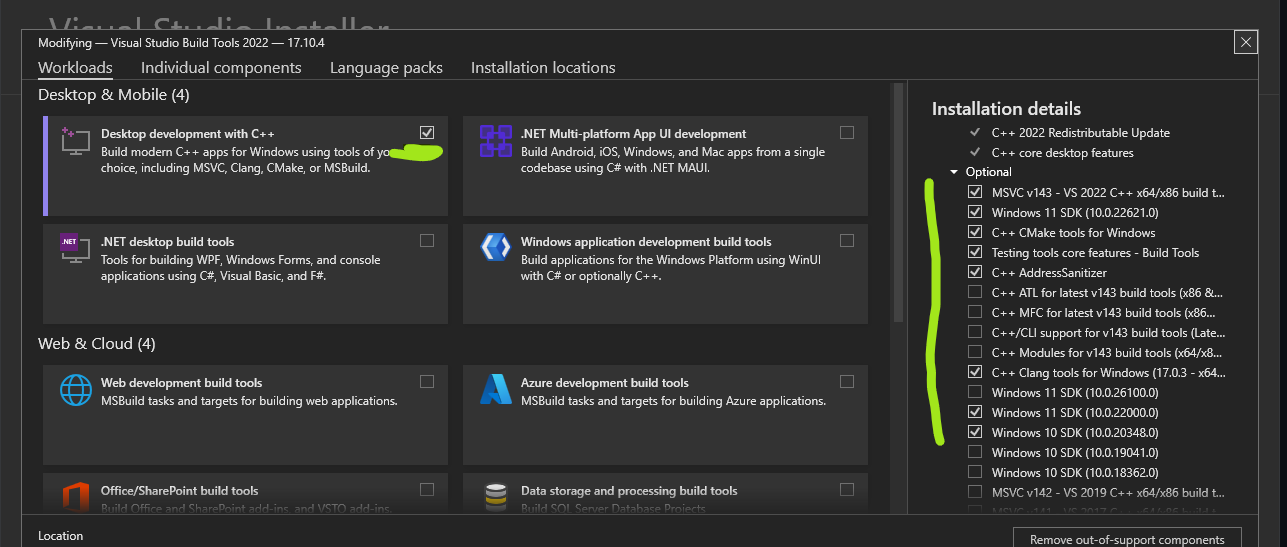 Visual Studio Installer
Modifying — Visual Studio Build Tools 2022 — 17.10.4
Workloads
Individual components
Language packs
Installation locations
Desktop & Mobile (4)
Desktop development with C++
Build modern C++ apps for Windows using tools of yo
choice, including MSVC, Clang, CMake, or MSBuild.
.NET Multi-platform App UI development
Build Android, iOS, Windows, and Mac apps from a single
codebase using C# with .NET MAUI.
.NET
.NET desktop build tools
Tools for building WPF, Windows Forms, and console
applications using C#, Visual Basic, and F#.
Windows application development build tools
Build applications for the Windows Platform using WinUI
with C# or optionally C++.
Web & Cloud (4)
Web development build tools
MSBuild tasks and targets for building web applications.
Azure development build tools
MSBuild tasks and targets for building Azure applications.
Office/SharePoint build tools
Build Office and SharePoint add-ins, and VSTO add-ins.
Data storage and processing build tools
Build SQL Server Database Projects
Location
Installation details
C++ 2022 Redistributable Update
C++ core desktop features
Optional
MSVC v143 - VS 2022 C++ x64/x86 build t...
Windows 11 SDK (10.0.22621.0)
C++ CMake tools for Windows
Testing tools core features - Build Tools
C++ AddressSanitizer
C++ ATL for latest v143 build tools (x86 &...
C++ MFC for latest v143 build tools (x86...
C++/CLI support for v143 build tools (Late...
C++ Modules for v143 build tools (x64/x8...
C++ Clang tools for Windows (17.0.3 - x64...
Windows 11 SDK (10.0.26100.0)
Windows 11 SDK (10.0.22000.0)
Windows 10 SDK (10.0.20348.0)
Windows 10 SDK (10.0.19041.0)
Windows 10 SDK (10.0.18362.0)
MSVC v142 - VS 2019 C++ x64/x86 build t...
MSVC v141 - VS 2017 C++ x64/x86 build t...
Remove out-of-support components